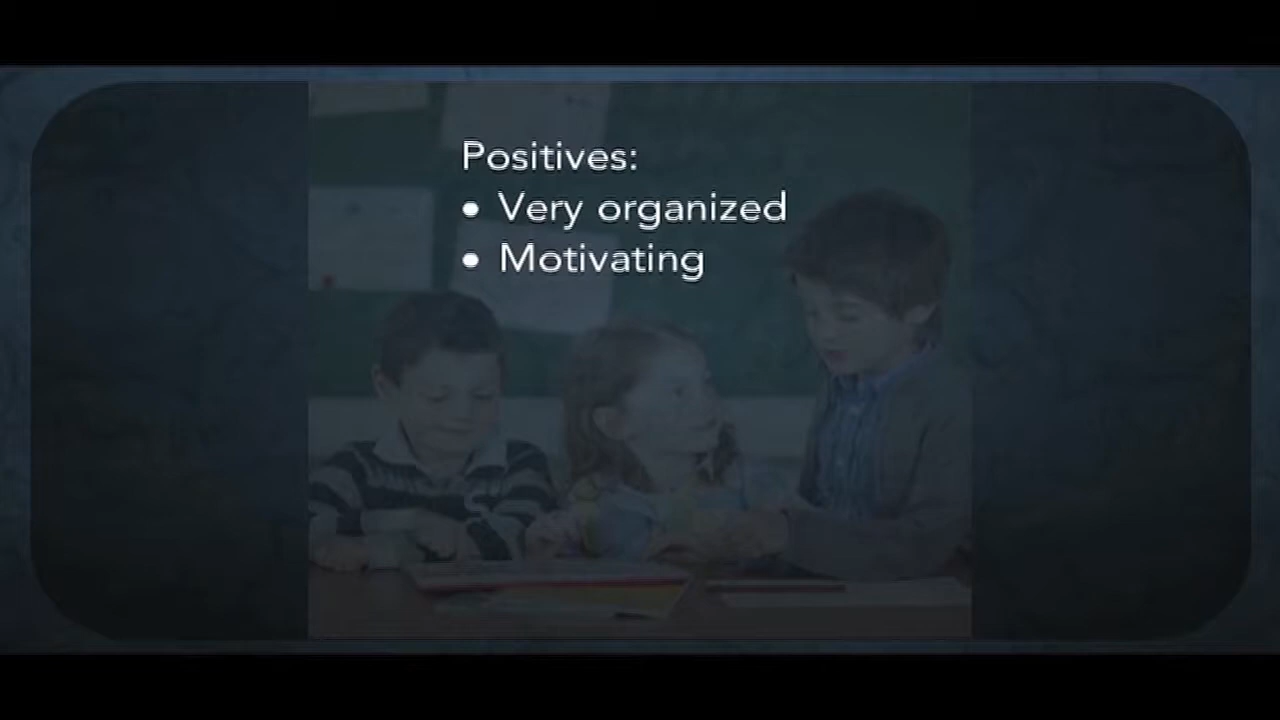 Positives:
• Very organized
• Motivating